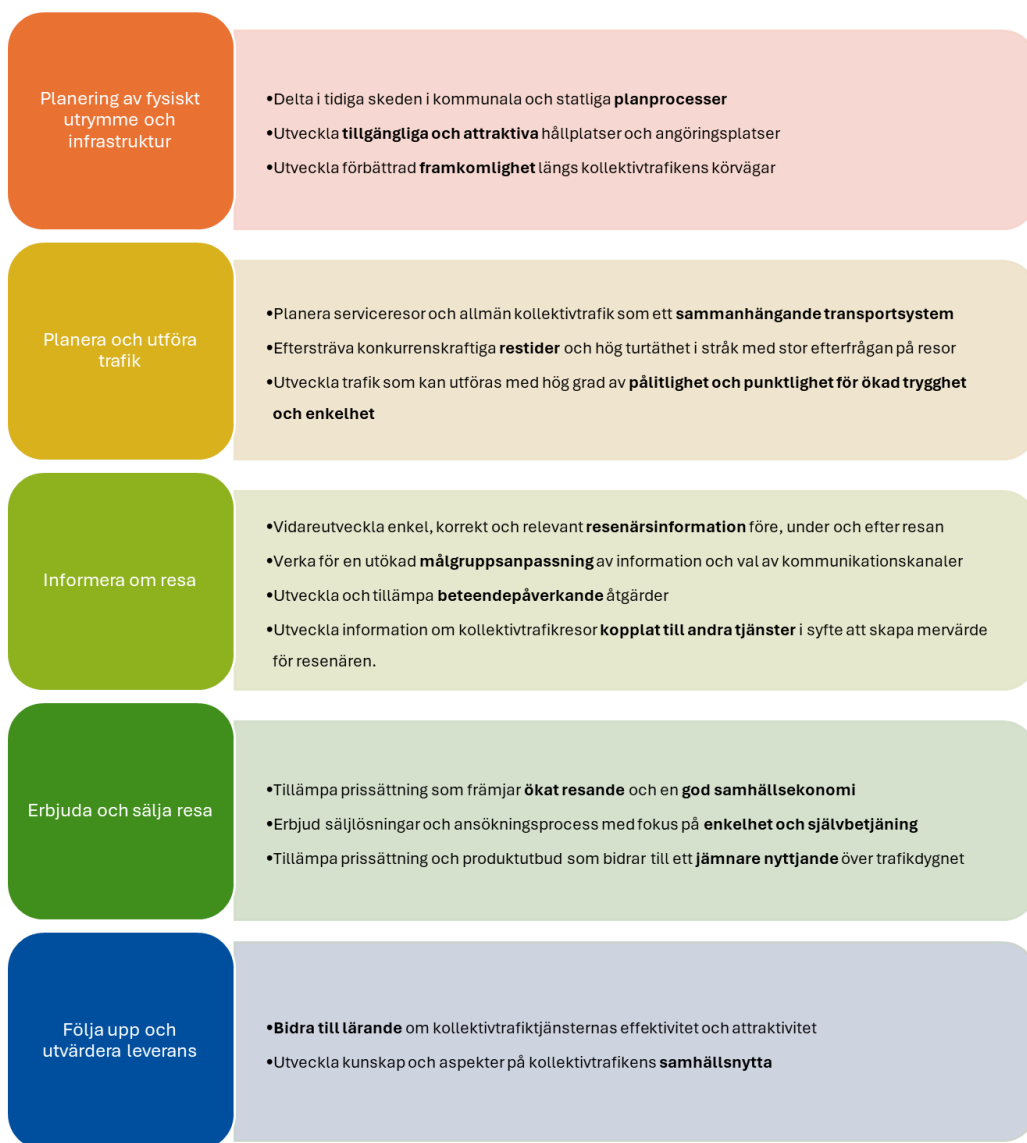 Planering av fysiskt
utrymme och
infrastruktur
•Delta i tidiga skeden i kommunala och statliga planprocesser
•Utveckla tillgängliga och attraktiva hållplatser och angöringsplatser
•Utveckla förbättrad framkomlighet längs kollektivtrafikens körvägar
Planera och utföra
trafik
•Planera serviceresor och allmän kollektivtrafik som ett sammanhängande transportsystem
•Eftersträva konkurrenskraftiga restider och hög turtäthet i stråk med stor efterfrågan på resor
•Utveckla trafik som kan utföras med hög grad av pålitlighet och punktlighet för ökad trygghet
och enkelhet
Informera om resa
•Vidareutveckla enkel, korrekt och relevant resenärsinformation före, under och efter resan
•Verka för en utökad målgruppsanpassning av information och val av kommunikationskanaler
•Utveckla och tillämpa beteendepåverkande åtgärder
•Utveckla information om kollektivtrafikresor kopplat till andra tjänster i syfte att skapa mervärde
för resenären.
Erbjuda och sälja resa
•Tillämpa prissättning som främjar ökat resande och en god samhällsekonomi
•Erbjud säljlösningar och ansökningsprocess med fokus på enkelhet och självbetjäning
•Tillämpa prissättning och produktutbud som bidrar till ett jämnare nyttjande över trafikdygnet
Följa upp och
utvärdera leverans
•Bidra till lärande om kollektivtrafiktjänsternas effektivitet och attraktivitet
•Utveckla kunskap och aspekter på kollektivtrafikens samhällsnytta